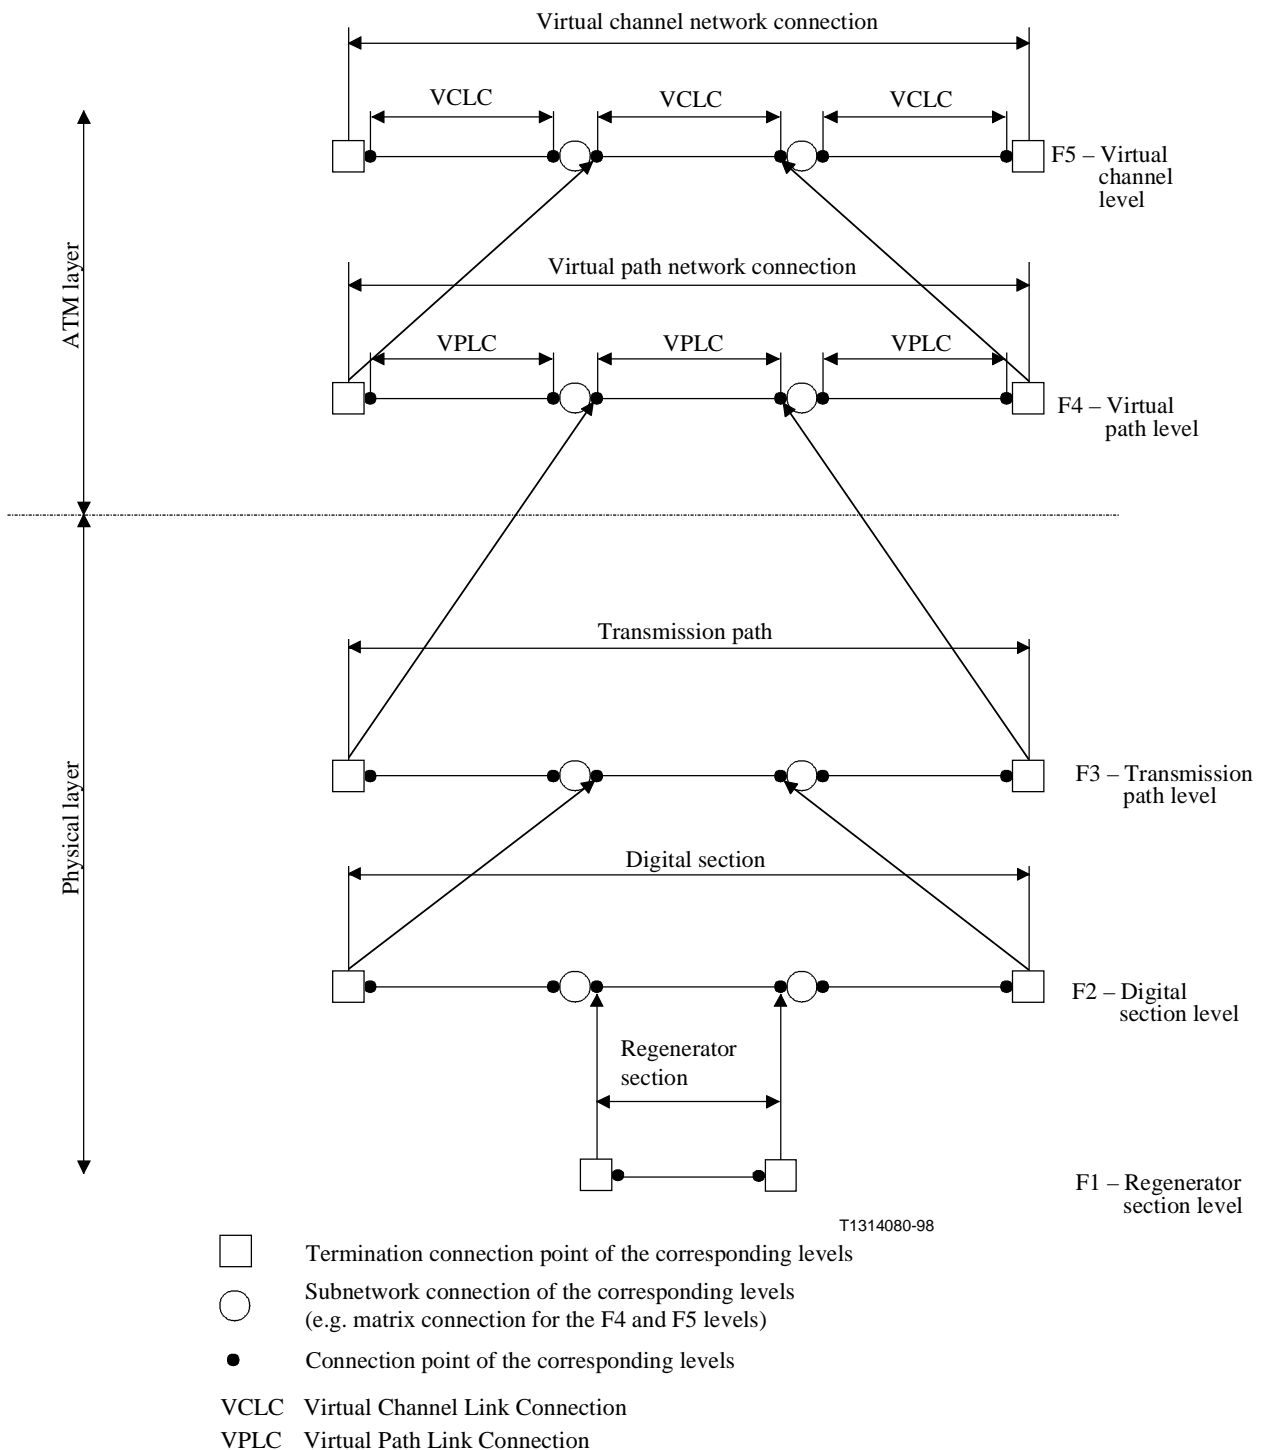 Virtual channel network connection
VCLC
VCLC
VCLC
F5 – Virtual
channel
level
ATM layer
Virtual path network connection
VPLC
VPLC
VPLC
F4 – Virtual
path level
Transmission path
Physical layer
F3 – Transmission
path level
Digital section
F2 – Digital
section level
Regenerator
section
F1 – Regenerator
section level
T1314080-98
Termination connection point of the corresponding levels
Subnetwork connection of the corresponding levels
(e.g. matrix connection for the F4 and F5 levels)
Connection point of the corresponding levels
VCLC Virtual Channel Link Connection
VPLC Virtual Path Link Connection